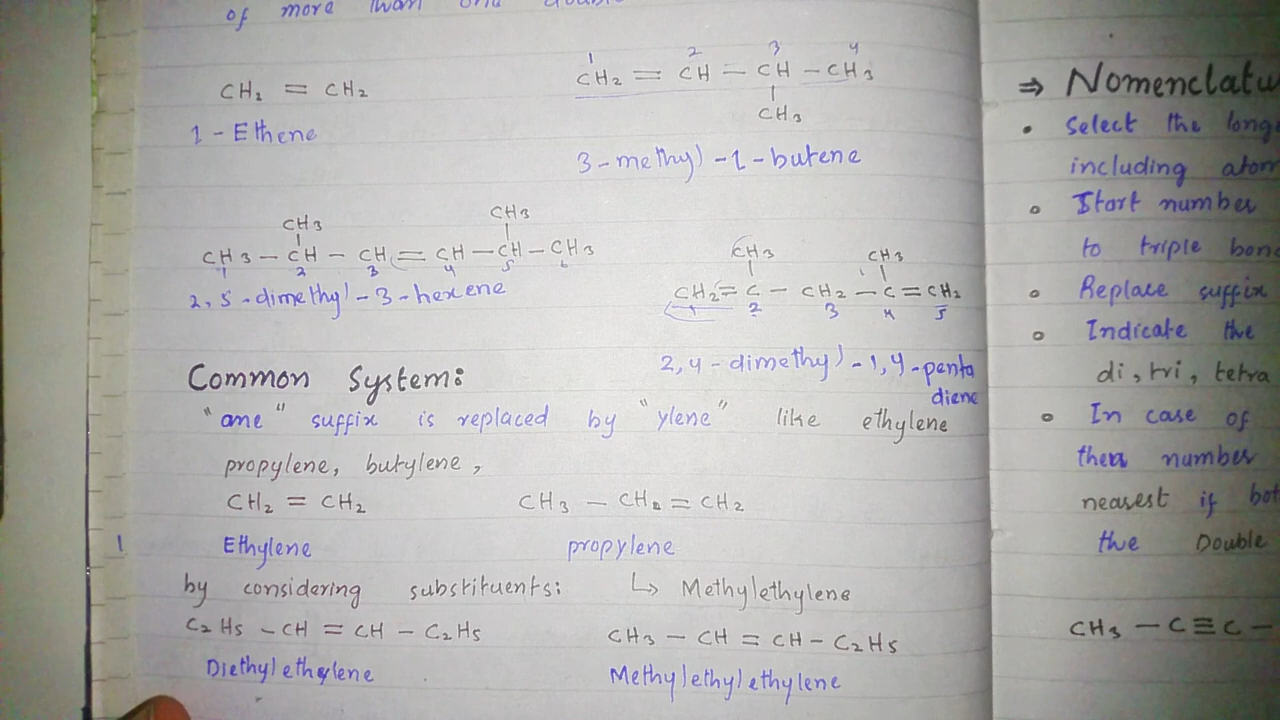 of more than one double
1 2 3 4
CH2 = CH — CH — CH3
CH3
3-methyl-1-butene
CH2 = CH2
1-Ethene
CH3 CH3
CH3 — CH — CH = CH — CH — CH3
1 2 3 4 5 6
2,5-dimethyl-3-hexene
CH3 CH3
CH2 = C — CH2 — C = CH2
1 2 3 4 5
2,4-dimethyl-1,4-penta
diene
Common System:
"ane" suffix is replaced by "ylene" like ethylene
propylene, butylene,
CH2 = CH2 CH3 — CH = CH2
1 Ethylene propylene
by considering substituents: ↳ Methylethylene
C2H5 — CH = CH — C2H5 CH3 — CH = CH — C2H5
Diethylethylene Methylethylethylene
⇒ Nomenclatu
• Select the long
including atom
Start number
to triple bon
Replace suffix
Indicate the
di, tri, tetra
In case of
then number
nearest if bot
the Double
CH3 — C ≡ C —